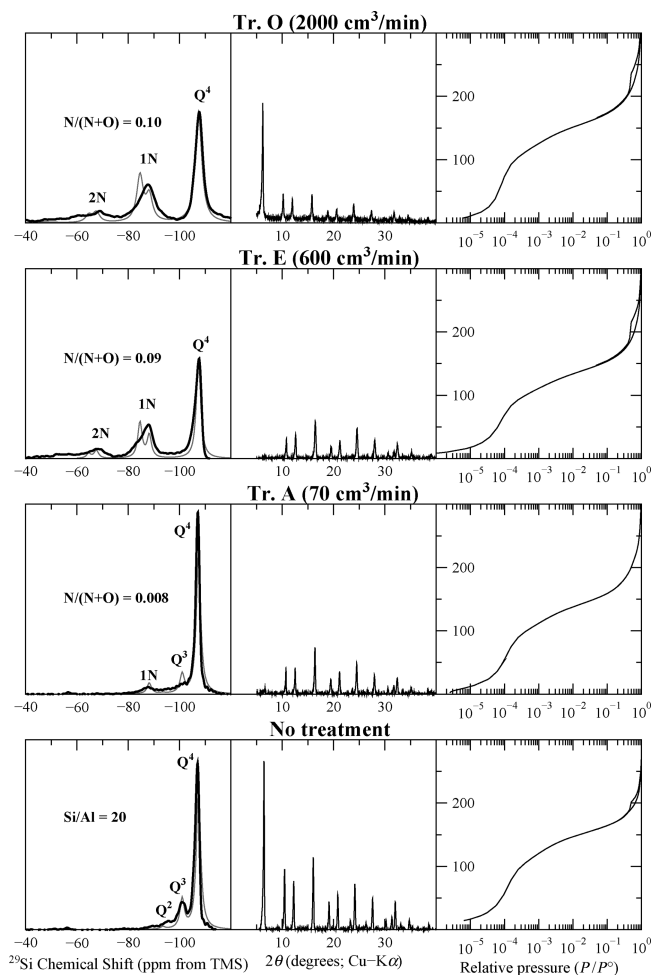 Tr. O (2000 cm³/min)
N/(N+O) = 0.10
2N
1N
Q⁴
200
100
0
−40 −60 −80 −100
10 20 30
10⁻⁵ 10⁻⁴ 10⁻³ 10⁻² 10⁻¹ 10⁰
Tr. E (600 cm³/min)
N/(N+O) = 0.09
2N
1N
Q⁴
200
100
0
−40 −60 −80 −100
10 20 30
10⁻⁵ 10⁻⁴ 10⁻³ 10⁻² 10⁻¹ 10⁰
Tr. A (70 cm³/min)
N/(N+O) = 0.008
1N
Q³
Q⁴
200
100
0
−40 −60 −80 −100
10 20 30
10⁻⁵ 10⁻⁴ 10⁻³ 10⁻² 10⁻¹ 10⁰
No treatment
Si/Al = 20
Q²
Q³
Q⁴
200
100
0
−40 −60 −80 −100
10 20 30
10⁻⁵ 10⁻⁴ 10⁻³ 10⁻² 10⁻¹ 10⁰
²⁹Si Chemical Shift (ppm from TMS)
2θ (degrees; Cu−Kα)
Relative pressure (P/P°)